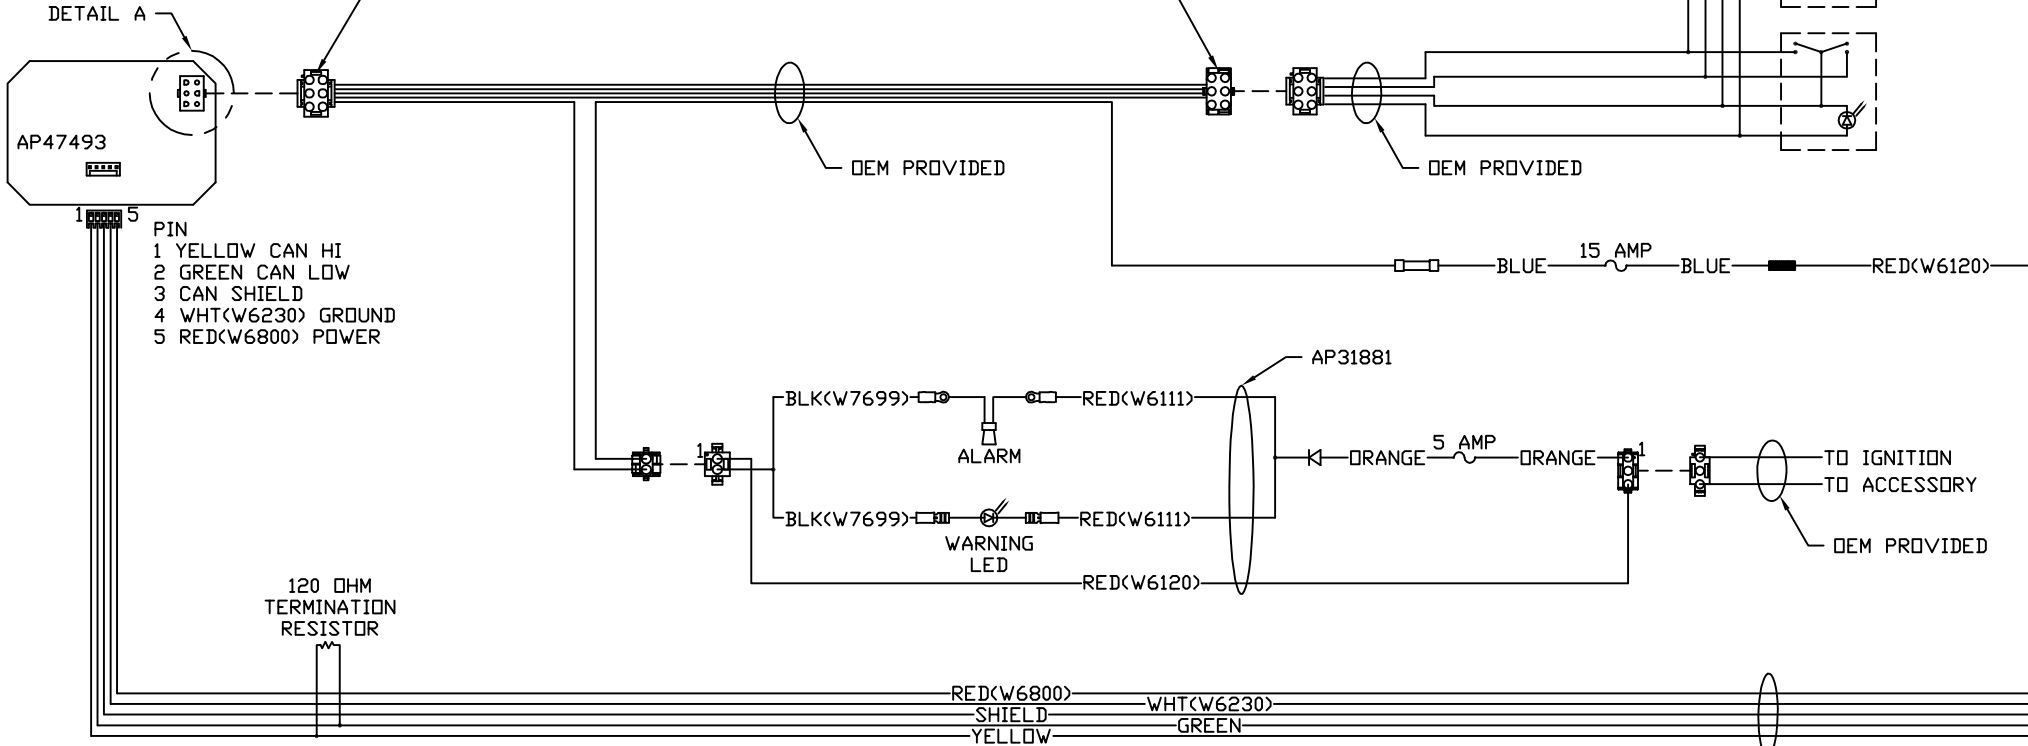 DETAIL A
AP47493
OEM PROVIDED
OEM PROVIDED
1 5
PIN
1 YELLOW CAN HI
2 GREEN CAN LOW
3 CAN SHIELD
4 WHT(W6230) GROUND
5 RED(W6800) POWER
15 AMP
BLUE BLUE RED(W6120)
AP31881
BLK(W7699) RED(W6111)
ALARM
1
5 AMP
ORANGE ORANGE
1
TO IGNITION
TO ACCESSORY
BLK(W7699) RED(W6111)
WARNING
LED
OEM PROVIDED
RED(W6120)
120 OHM
TERMINATION
RESISTOR
RED(W6800)
WHT(W6230)
SHIELD
GREEN
YELLOW